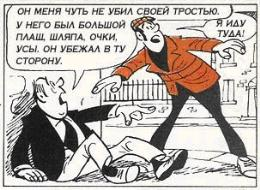 ОН МЕНЯ ЧУТЬ НЕ УБИЛ СВОЕЙ ТРОСТЬЮ.
У НЕГО БЫЛ БОЛЬШОЙ
ПЛАЩ, ШЛЯПА, ОЧКИ,
УСЫ. ОН УБЕЖАЛ В ТУ
СТОРОНУ.
Я ИДУ
ТУДА!